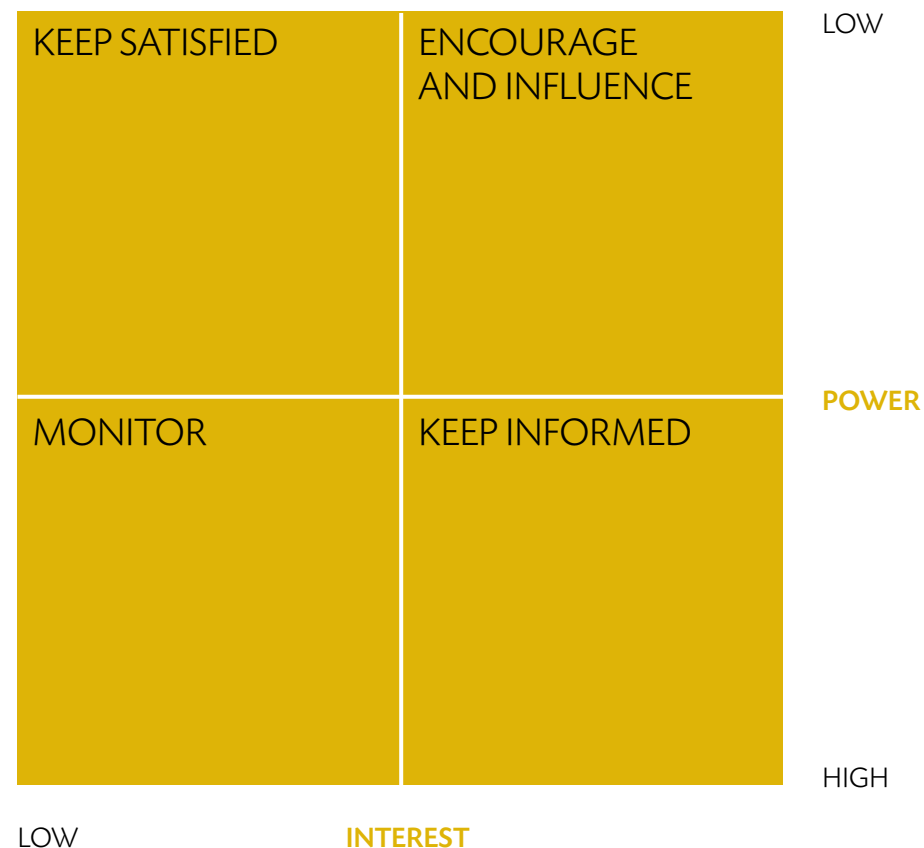 KEEP SATISFIED
ENCOURAGE
AND INFLUENCE
LOW
POWER
MONITOR
KEEP INFORMED
HIGH
LOW
INTEREST